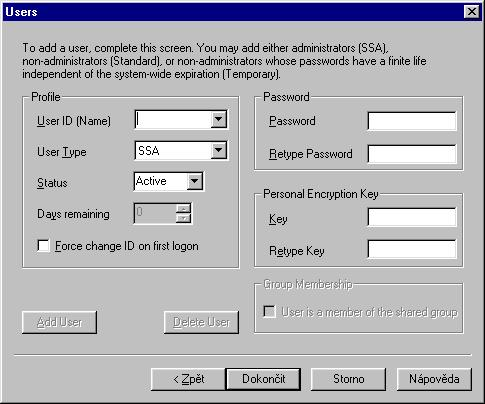 Users
To add a user, complete this screen. You may add either administrators (SSA),
non-administrators (Standard), or non-administrators whose passwords have a finite life
independent of the system-wide expiration (Temporary).
Profile
User ID (Name)
User Type
SSA
Status
Active
Days remaining
0
Force change ID on first logon
Password
Password
Retype Password
Personal Encryption Key
Key
Retype Key
Group Membership
User is a member of the shared group
Add User
Delete User
< Zpět
Dokončit
Storno
Nápověda